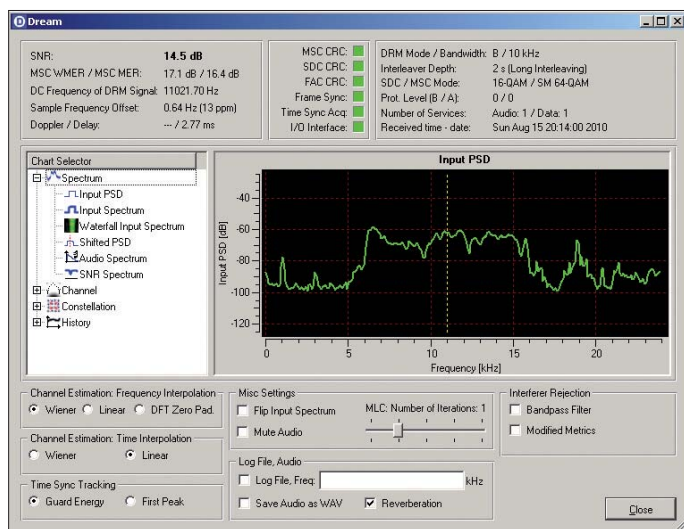 Dream
SNR: 14.5 dB
MSC WMER / MSC MER: 17.1 dB / 16.4 dB
DC Frequency of DRM Signal: 11021.70 Hz
Sample Frequency Offset: 0.64 Hz (13 ppm)
Doppler / Delay: --- / 2.77 ms
MSC CRC:
SDC CRC:
FAC CRC:
Frame Sync:
Time Sync Acq:
I/O Interface:
DRM Mode / Bandwidth: B / 10 kHz
Interleaver Depth: 2 s (Long Interleaving)
SDC / MSC Mode: 16-QAM / SM 64-QAM
Prot. Level (B / A): 0 / 0
Number of Services: Audio: 1 / Data: 1
Received time - date: Sun Aug 15 20:14:00 2010
Chart Selector
Spectrum
Input PSD
Input Spectrum
Waterfall Input Spectrum
Shifted PSD
Audio Spectrum
SNR Spectrum
Channel
Constellation
History
Input PSD
Input PSD [dB]
-40
-60
-80
-100
-120
0 5 10 15 20
Frequency [kHz]
Channel Estimation: Frequency Interpolation
Wiener Linear DFT Zero Pad.
Channel Estimation: Time Interpolation
Wiener Linear
Time Sync Tracking
Guard Energy First Peak
Misc Settings
Flip Input Spectrum
Mute Audio
MLC: Number of Iterations: 1
Log File, Audio
Log File, Freq: kHz
Save Audio as WAV Reverberation
Interferer Rejection
Bandpass Filter
Modified Metrics
Close